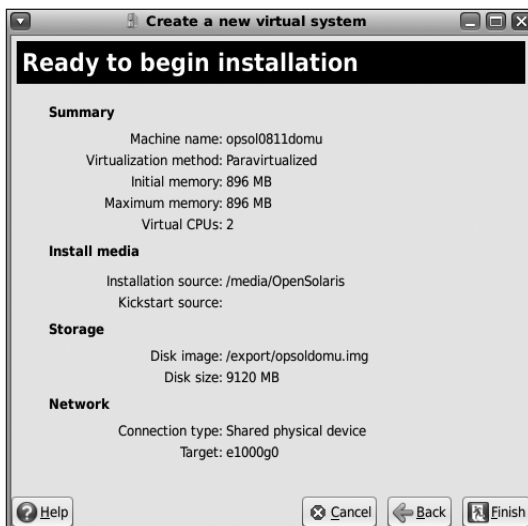 Create a new virtual system
Ready to begin installation
Summary
Machine name: opsol0811domu
Virtualization method: Paravirtualized
Initial memory: 896 MB
Maximum memory: 896 MB
Virtual CPUs: 2
Install media
Installation source: /media/OpenSolaris
Kickstart source:
Storage
Disk image: /export/opsoldomu.img
Disk size: 9120 MB
Network
Connection type: Shared physical device
Target: e1000g0
Help Cancel Back Finish